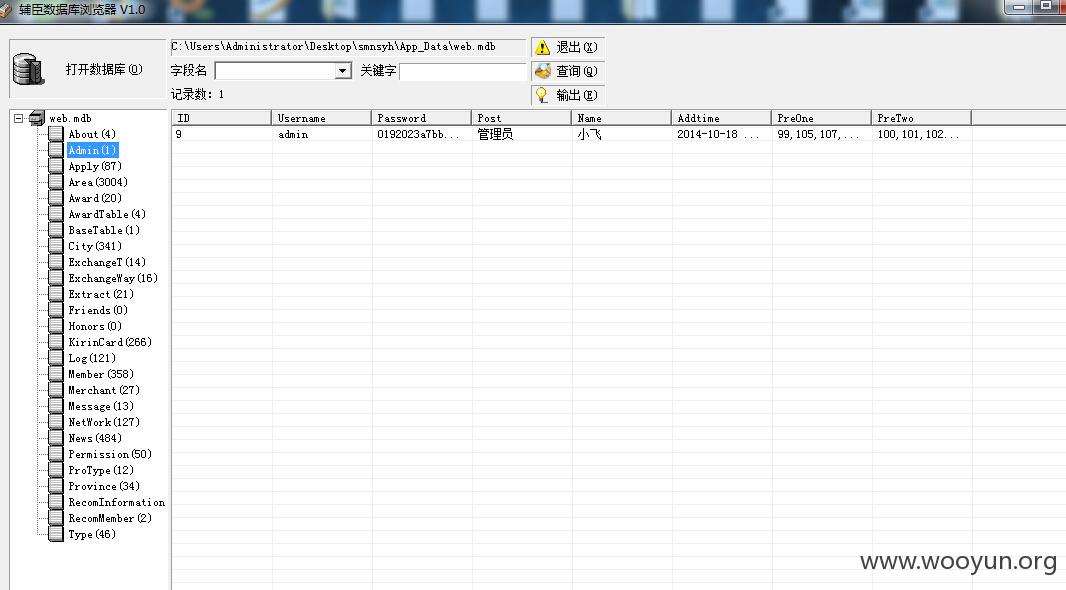 辅臣数据库浏览器 V1.0
打开数据库(O)
C:\Users\Administrator\Desktop\smnsyh\App_Data\web.mdb
退出(X)
字段名 关键字
查询(Q)
记录数: 1
输出(E)
web.mdb
About(4)
Admin(1)
Apply(87)
Area(3004)
Award(20)
AwardTable(4)
BaseTable(1)
City(341)
ExchangeT(14)
ExchangeWay(16)
Extract(21)
Friends(0)
Honors(0)
KirinCard(266)
Log(121)
Member(358)
Merchant(27)
Message(13)
NetWork(127)
News(484)
Permission(50)
ProType(12)
Province(34)
RecomInformation
RecomMember(2)
Type(46)
ID Username Password Post Name Addtime PreOne PreTwo
9 admin 0192023a7bb... 管理员 小飞 2014-10-18 ... 99,105,107,... 100,101,102...
www.wooyun.org